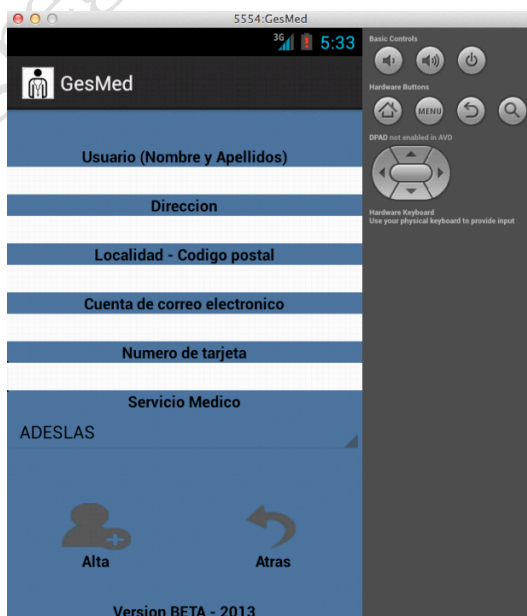 5554:GesMed
3G 5:33
GesMed
Usuario (Nombre y Apellidos)
Direccion
Localidad - Codigo postal
Cuenta de correo electronico
Numero de tarjeta
Servicio Medico
ADESLAS
Alta
Atras
Version BETA - 2013
Basic Controls
Hardware Buttons
MENU
DPAD not enabled in AVD
Hardware Keyboard
Use your physical keyboard to provide input